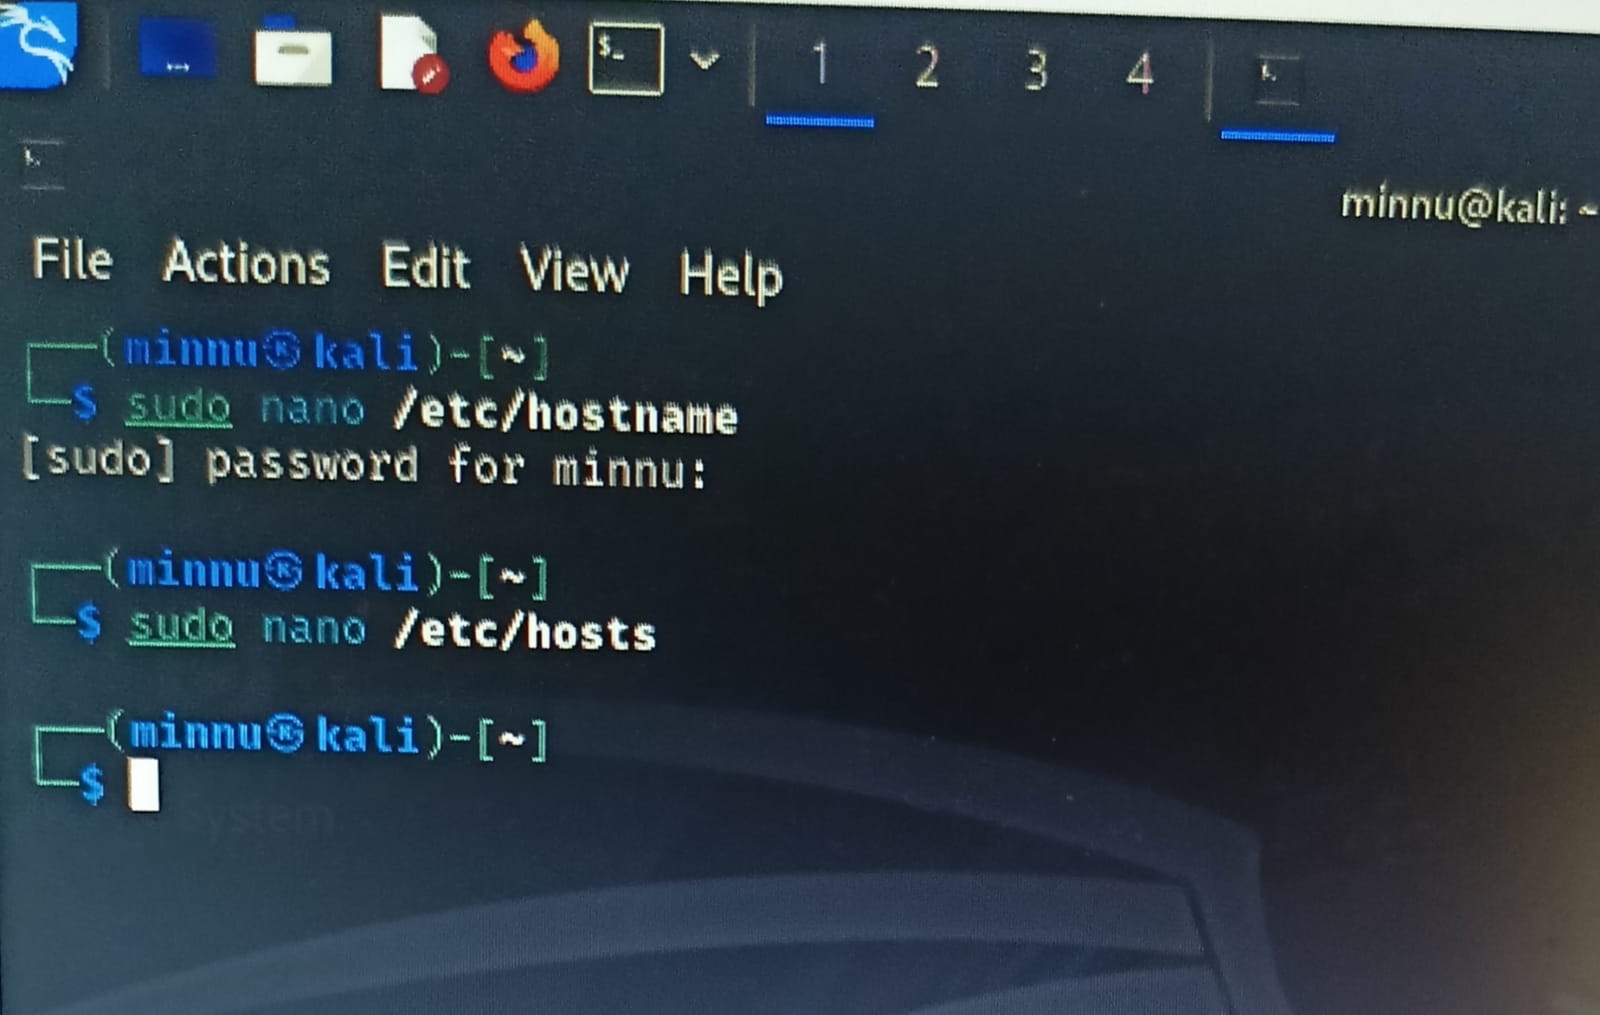 $_ 1 2 3 4
minnu@kali: ~
File Actions Edit View Help
┌──(minnu㉿kali)-[~]
└─$ sudo nano /etc/hostname
[sudo] password for minnu:
┌──(minnu㉿kali)-[~]
└─$ sudo nano /etc/hosts
┌──(minnu㉿kali)-[~]
└─$
System